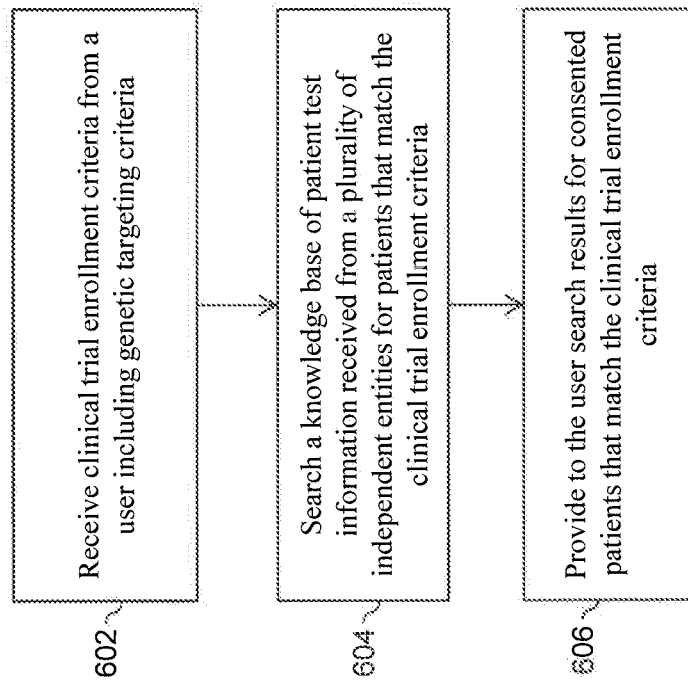 602
Receive clinical trial enrollment criteria from a
user including genetic targeting criteria
604
Search a knowledge base of patient test
information received from a plurality of
independent entities for patients that match the
clinical trial enrollment criteria
606
Provide to the user search results for consented
patients that match the clinical trial enrollment
criteria